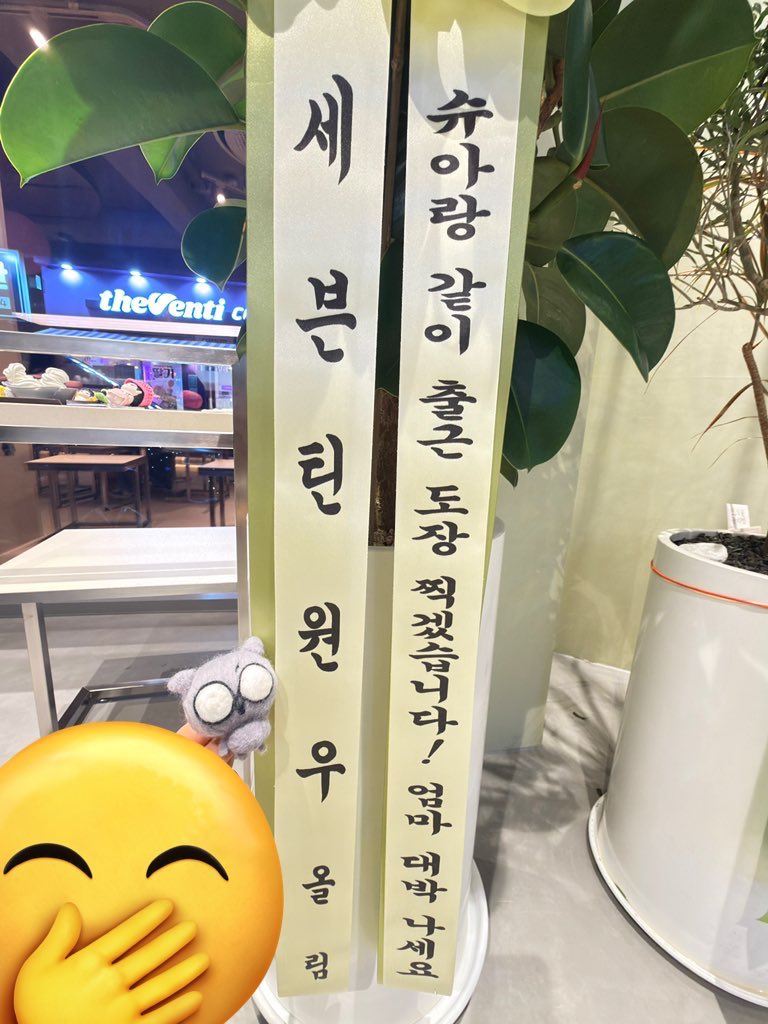 세븐틴 원우 올림
슈아랑 같이 출근 도장 찍겠습니다! 엄마 대박 나세요
theVenti